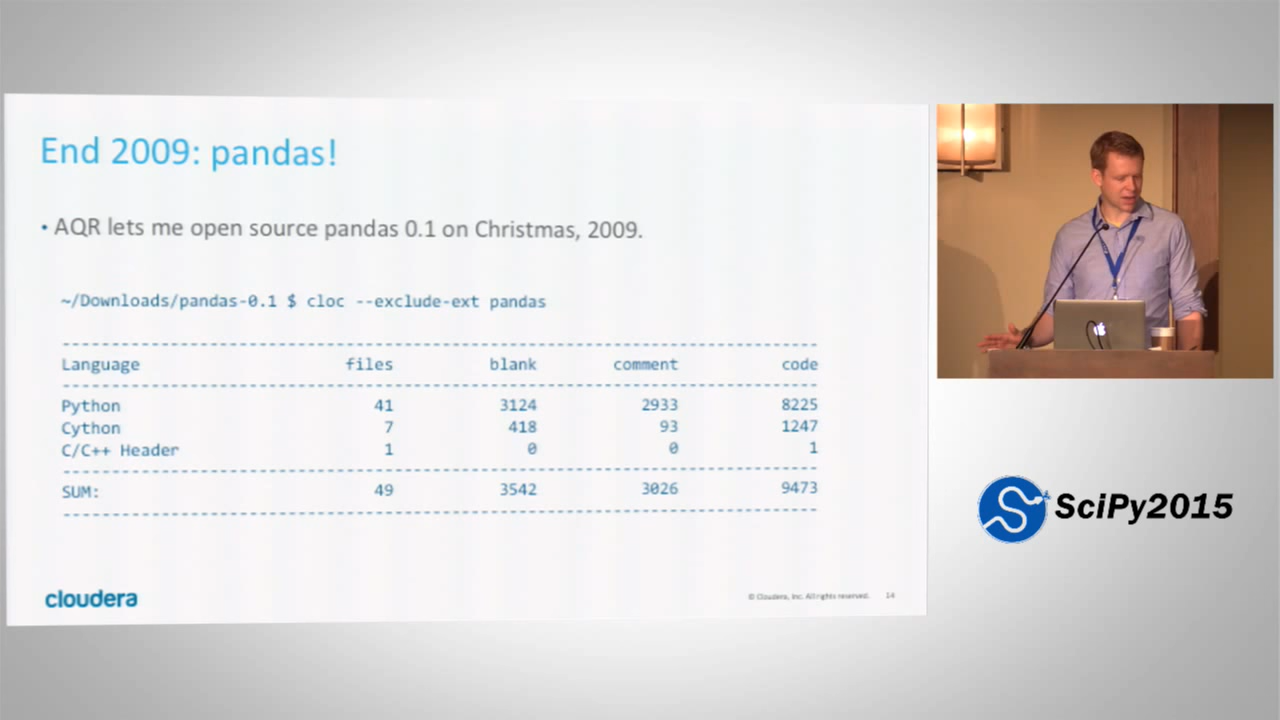 End 2009: pandas!
• AQR lets me open source pandas 0.1 on Christmas, 2009.
~/Downloads/pandas-0.1 $ cloc --exclude-ext pandas
Language files blank comment code
Python 41 3124 2933 8225
Cython 7 418 93 1247
C/C++ Header 1 0 0 1
SUM: 49 3542 3026 9473
cloudera
© Cloudera, Inc. All rights reserved. 14
SciPy2015